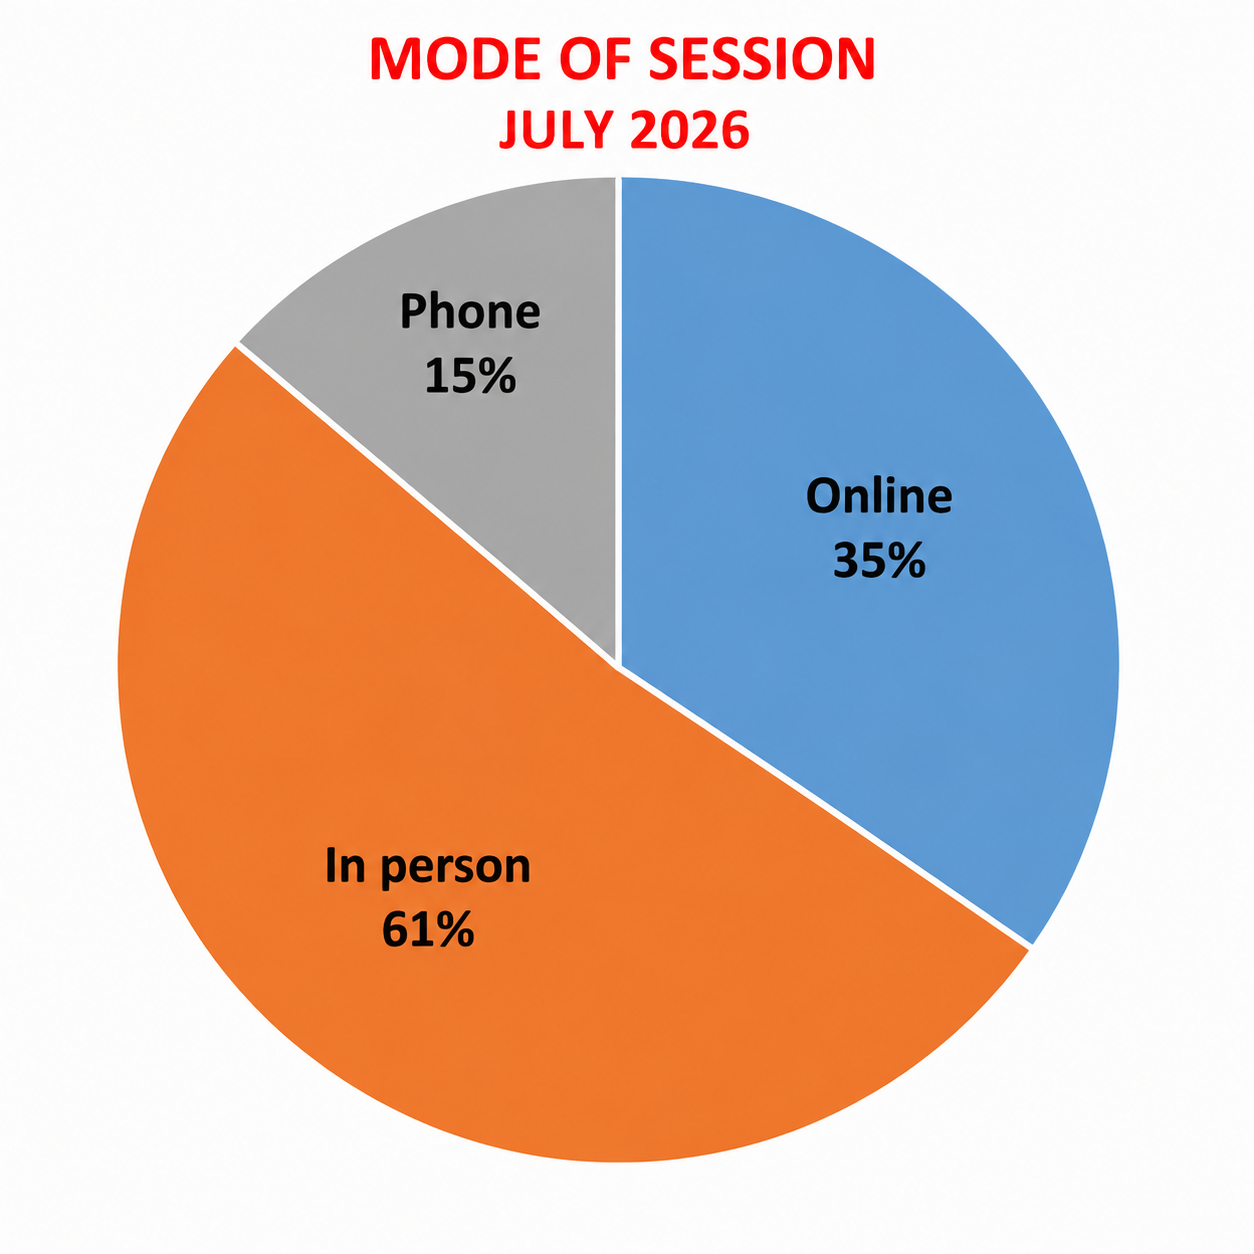 MODE OF SESSION
JULY 2026
Phone
15%
Online
35%
In person
61%